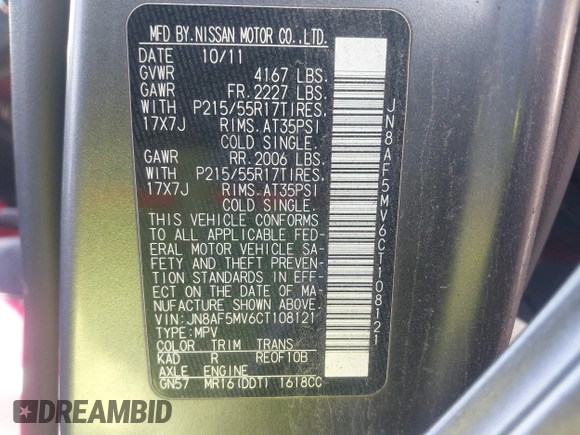 MFD BY.NISSAN MOTOR CO.,LTD.
DATE 10/11
GVWR 4167 LBS.
GAWR FR.2227 LBS.
WITH P215/55R17TIRES.
17X7J RIMS.AT35PSI
COLD SINGLE.
GAWR RR.2006 LBS.
WITH P215/55R17TIRES.
17X7J RIMS.AT35PSI
COLD SINGLE.
THIS VEHICLE CONFORMS
TO ALL APPLICABLE FED-
ERAL MOTOR VEHICLE SA-
FETY AND THEFT PREVEN-
TION STANDARDS IN EFF-
ECT ON THE DATE OF MA-
NUFACTURE SHOWN ABOVE.
VIN:JN8AF5MV6CT108121
TYPE:MPV
COLOR TRIM TRANS
KAD R RE0F10B
AXLE ENGINE
GN57 MR16(DDT) 1618CC
JN8AF5MV6CT108121
DREAMBID